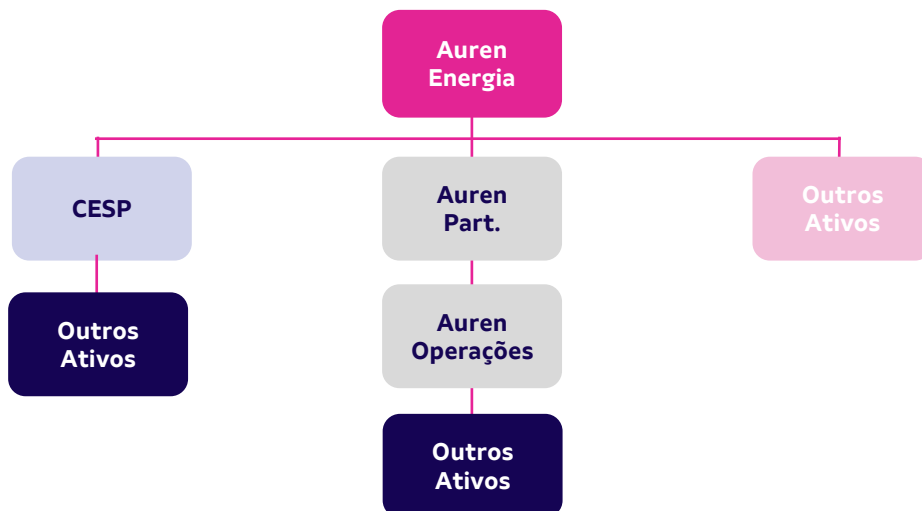 Auren
Energia
CESP
Auren
Part.
Outros
Ativos
Outros
Ativos
Auren
Operações
Outros
Ativos